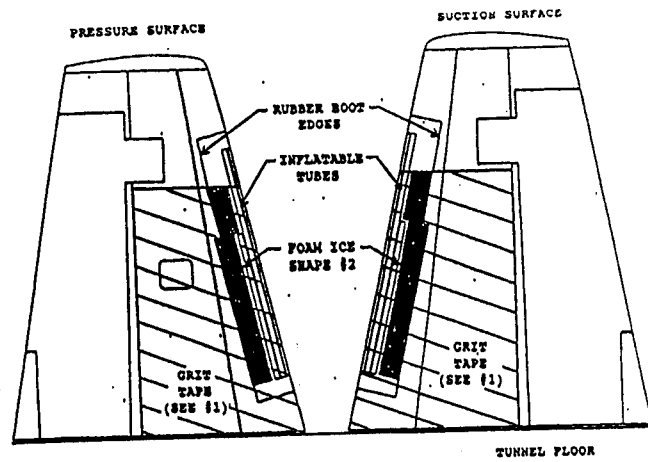 PRESSURE SURFACE
SUCTION SURFACE
RUBBER BOOT
EDGES
INFLATABLE
TUBES
FOAM ICE
SHAPE #2
GRIT
TAPE
(SEE #1)
GRIT
TAPE
(SEE #1)
TUNNEL FLOOR